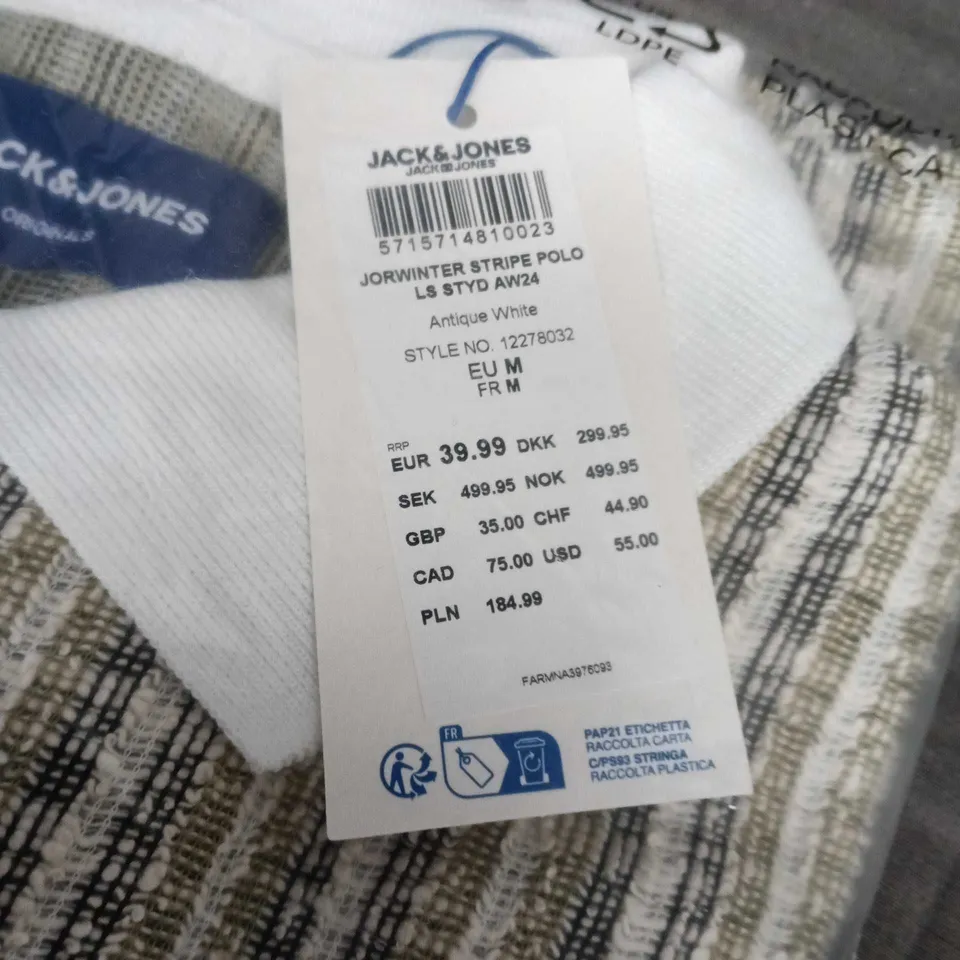 LDPE
PLASTICA
CK&JONES
ORIGINALS
JACK&JONES
JACK JONES
5715714810023
JORWINTER STRIPE POLO
LS STYD AW24
Antique White
STYLE NO. 12278032
EU M
FR M
RRP
EUR 39.99 DKK 299.95
SEK 499.95 NOK 499.95
GBP 35.00 CHF 44.90
CAD 75.00 USD 55.00
PLN 184.99
FARMNA3976093
FR
PAP21 ETICHETTA
RACCOLTA CARTA
C/PS93 STRINGA
RACCOLTA PLASTICA